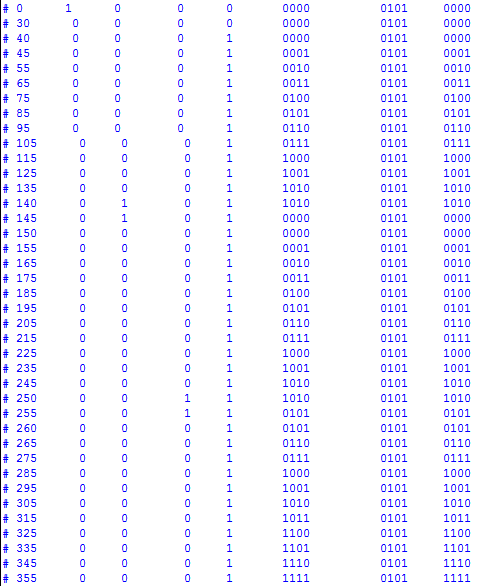 # 0 1 0 0 0 0000 0101 0000
# 30 0 0 0 0 0000 0101 0000
# 40 0 0 0 1 0000 0101 0000
# 45 0 0 0 1 0001 0101 0001
# 55 0 0 0 1 0010 0101 0010
# 65 0 0 0 1 0011 0101 0011
# 75 0 0 0 1 0100 0101 0100
# 85 0 0 0 1 0101 0101 0101
# 95 0 0 0 1 0110 0101 0110
# 105 0 0 0 1 0111 0101 0111
# 115 0 0 0 1 1000 0101 1000
# 125 0 0 0 1 1001 0101 1001
# 135 0 0 0 1 1010 0101 1010
# 140 0 1 0 1 1010 0101 1010
# 145 0 1 0 1 0000 0101 0000
# 150 0 0 0 1 0000 0101 0000
# 155 0 0 0 1 0001 0101 0001
# 165 0 0 0 1 0010 0101 0010
# 175 0 0 0 1 0011 0101 0011
# 185 0 0 0 1 0100 0101 0100
# 195 0 0 0 1 0101 0101 0101
# 205 0 0 0 1 0110 0101 0110
# 215 0 0 0 1 0111 0101 0111
# 225 0 0 0 1 1000 0101 1000
# 235 0 0 0 1 1001 0101 1001
# 245 0 0 0 1 1010 0101 1010
# 250 0 0 1 1 1010 0101 1010
# 255 0 0 1 1 0101 0101 0101
# 260 0 0 0 1 0101 0101 0101
# 265 0 0 0 1 0110 0101 0110
# 275 0 0 0 1 0111 0101 0111
# 285 0 0 0 1 1000 0101 1000
# 295 0 0 0 1 1001 0101 1001
# 305 0 0 0 1 1010 0101 1010
# 315 0 0 0 1 1011 0101 1011
# 325 0 0 0 1 1100 0101 1100
# 335 0 0 0 1 1101 0101 1101
# 345 0 0 0 1 1110 0101 1110
# 355 0 0 0 1 1111 0101 1111